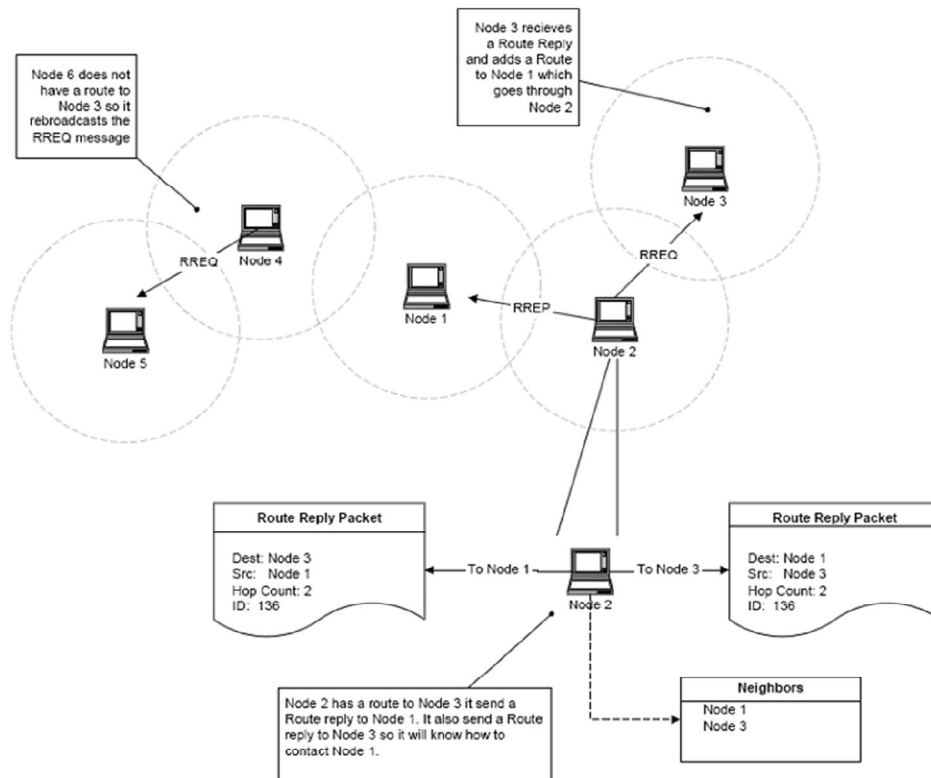 Node 3 recieves
a Route Reply
and adds a Route
to Node 1 which
goes through
Node 2
Node 6 does not
have a route to
Node 3 so it
rebroadcasts the
RREQ message
Node 3
Node 4
RREQ
RREQ
Node 1
RREP
Node 2
Node 5
Route Reply Packet
Dest: Node 3
Src: Node 1
Hop Count: 2
ID: 136
To Node 1
Node 2
To Node 3
Route Reply Packet
Dest: Node 1
Src: Node 3
Hop Count: 2
ID: 136
Node 2 has a route to Node 3 it send a
Route reply to Node 1. It also send a Route
reply to Node 3 so it will know how to
contact Node 1.
Neighbors
Node 1
Node 3